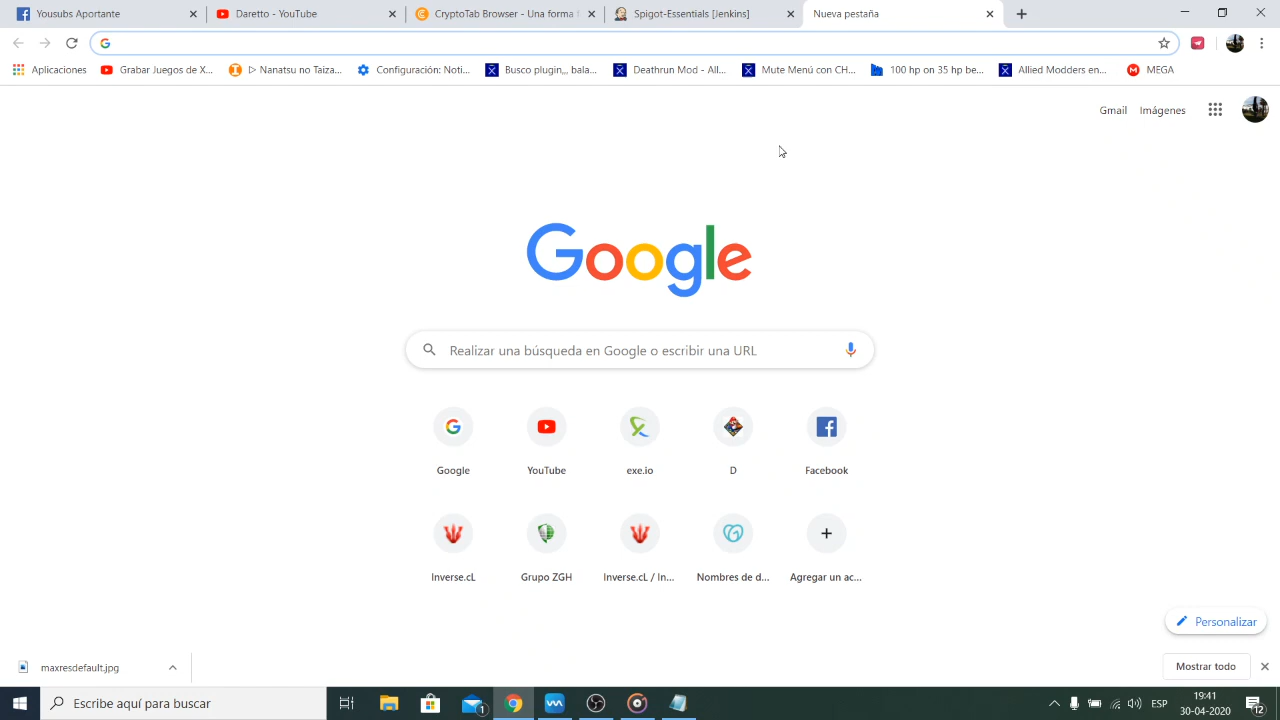 Yousubs Aportante
Daretto - YouTube
CryptoTab Browser - Una forma
Spigot-Essentials [Jenkins]
Nueva pestaña
Aplicaciones
Grabar Juegos de X...
▷ Nanatsu no Taiza...
Configuración: Noti...
Busco plugin,,, bala...
Deathrun Mod - All...
Mute Menú con CH...
100 hp on 35 hp be...
Allied Modders en...
MEGA
Gmail
Imágenes
Google
Realizar una búsqueda en Google o escribir una URL
Google
YouTube
exe.io
D
Facebook
Inverse.cL
Grupo ZGH
Inverse.cL / In...
Nombres de d...
Agregar un ac...
Personalizar
maxresdefault.jpg
Mostrar todo
Escribe aquí para buscar
1
ESP
19:41
30-04-2020
12